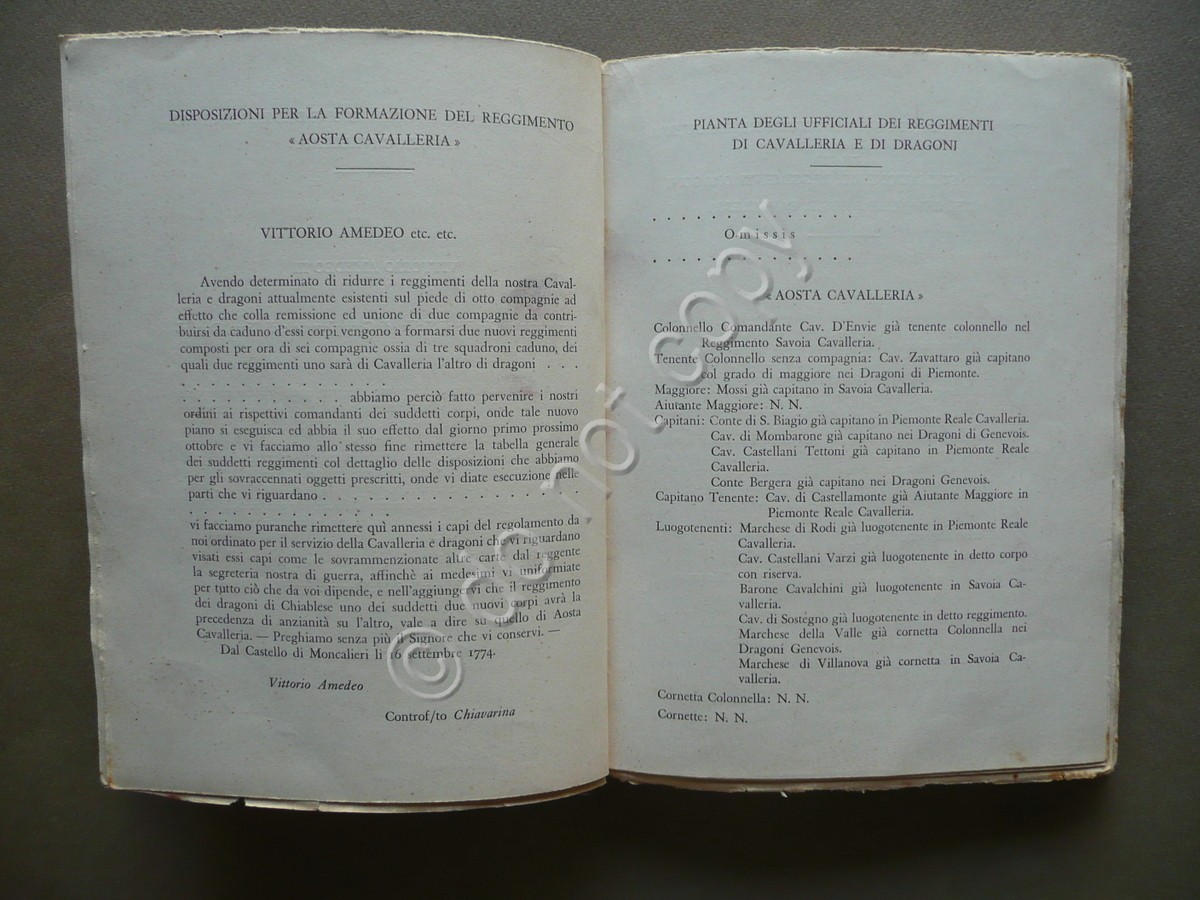 DISPOSIZIONI PER LA FORMAZIONE DEL REGGIMENTO
« AOSTA CAVALLERIA »
VITTORIO AMEDEO etc. etc.
Avendo determinato di ridurre i reggimenti della nostra Caval-
leria e dragoni attualmente esistenti sul piede di otto compagnie ad
effetto che colla remissione ed unione di due compagnie da contri-
buirsi da caduno d'essi corpi vengono a formarsi due nuovi reggimenti
composti per ora di sei compagnie ossia di tre squadroni caduno, dei
quali due reggimenti uno sarà di Cavalleria l'altro di dragoni . . .
. . . . . . . . . . . . . .
. . . . . . . . . . . . abbiamo perciò fatto pervenire i nostri
ordini ai rispettivi comandanti dei suddetti corpi, onde tale nuovo
piano si eseguisca ed abbia il suo effetto dal giorno primo prossimo
ottobre e vi facciamo allo stesso fine rimettere la tabella generale
dei suddetti reggimenti col dettaglio delle disposizioni che abbiamo
per gli sovraccennati oggetti prescritti, onde vi diate esecuzione nelle
parti che vi riguardano . . . . . . . . . . . . . . . . . .
. . . . . . . . . . . . .
vi facciamo puranche rimettere quì annessi i capi del regolamento da
noi ordinato per il servizio della Cavalleria e dragoni che vi riguardano
visati essi capi come le sovrammenzionate altre carte dal reggente
la segreteria nostra di guerra, affinchè ai medesimi vi uniformiate
per tutto ciò che da voi dipende, e nell'aggiungervi che il reggimento
dei dragoni di Chiablese uno dei suddetti due nuovi corpi avrà la
precedenza di anzianità su l'altro, vale a dire su quello di Aosta
Cavalleria. — Preghiamo senza più il Signore che vi conservi. —
Dal Castello di Moncalieri li 16 settembre 1774.
Vittorio Amedeo
Controf/to Chiavarina
PIANTA DEGLI UFFICIALI DEI REGGIMENTI
DI CAVALLERIA E DI DRAGONI
. . . . . . . . . . . . . .
Omissis
. . . . . . . . . . . . . .
« AOSTA CAVALLERIA »
Colonnello Comandante Cav. D'Envie già tenente colonnello nel
Reggimento Savoia Cavalleria.
Tenente Colonnello senza compagnia: Cav. Zavattaro già capitano
col grado di maggiore nei Dragoni di Piemonte.
Maggiore: Mossi già capitano in Savoia Cavalleria.
Aiutante Maggiore: N. N.
Capitani: Conte di S. Biagio già capitano in Piemonte Reale Cavalleria.
Cav. di Mombarone già capitano nei Dragoni di Genevois.
Cav. Castellani Tettoni già capitano in Piemonte Reale
Cavalleria.
Conte Bergera già capitano nei Dragoni Genevois.
Capitano Tenente: Cav. di Castellamonte già Aiutante Maggiore in
Piemonte Reale Cavalleria.
Luogotenenti: Marchese di Rodi già luogotenente in Piemonte Reale
Cavalleria.
Cav. Castellani Varzi già luogotenente in detto corpo
con riserva.
Barone Cavalchini già luogotenente in Savoia Ca-
valleria.
Cav. di Sostegno già luogotenente in detto reggimento.
Marchese della Valle già cornetta Colonnella nei
Dragoni Genevois.
Marchese di Villanova già cornetta in Savoia Ca-
valleria.
Cornetta Colonnella: N. N.
Cornette: N. N.
© do not copy